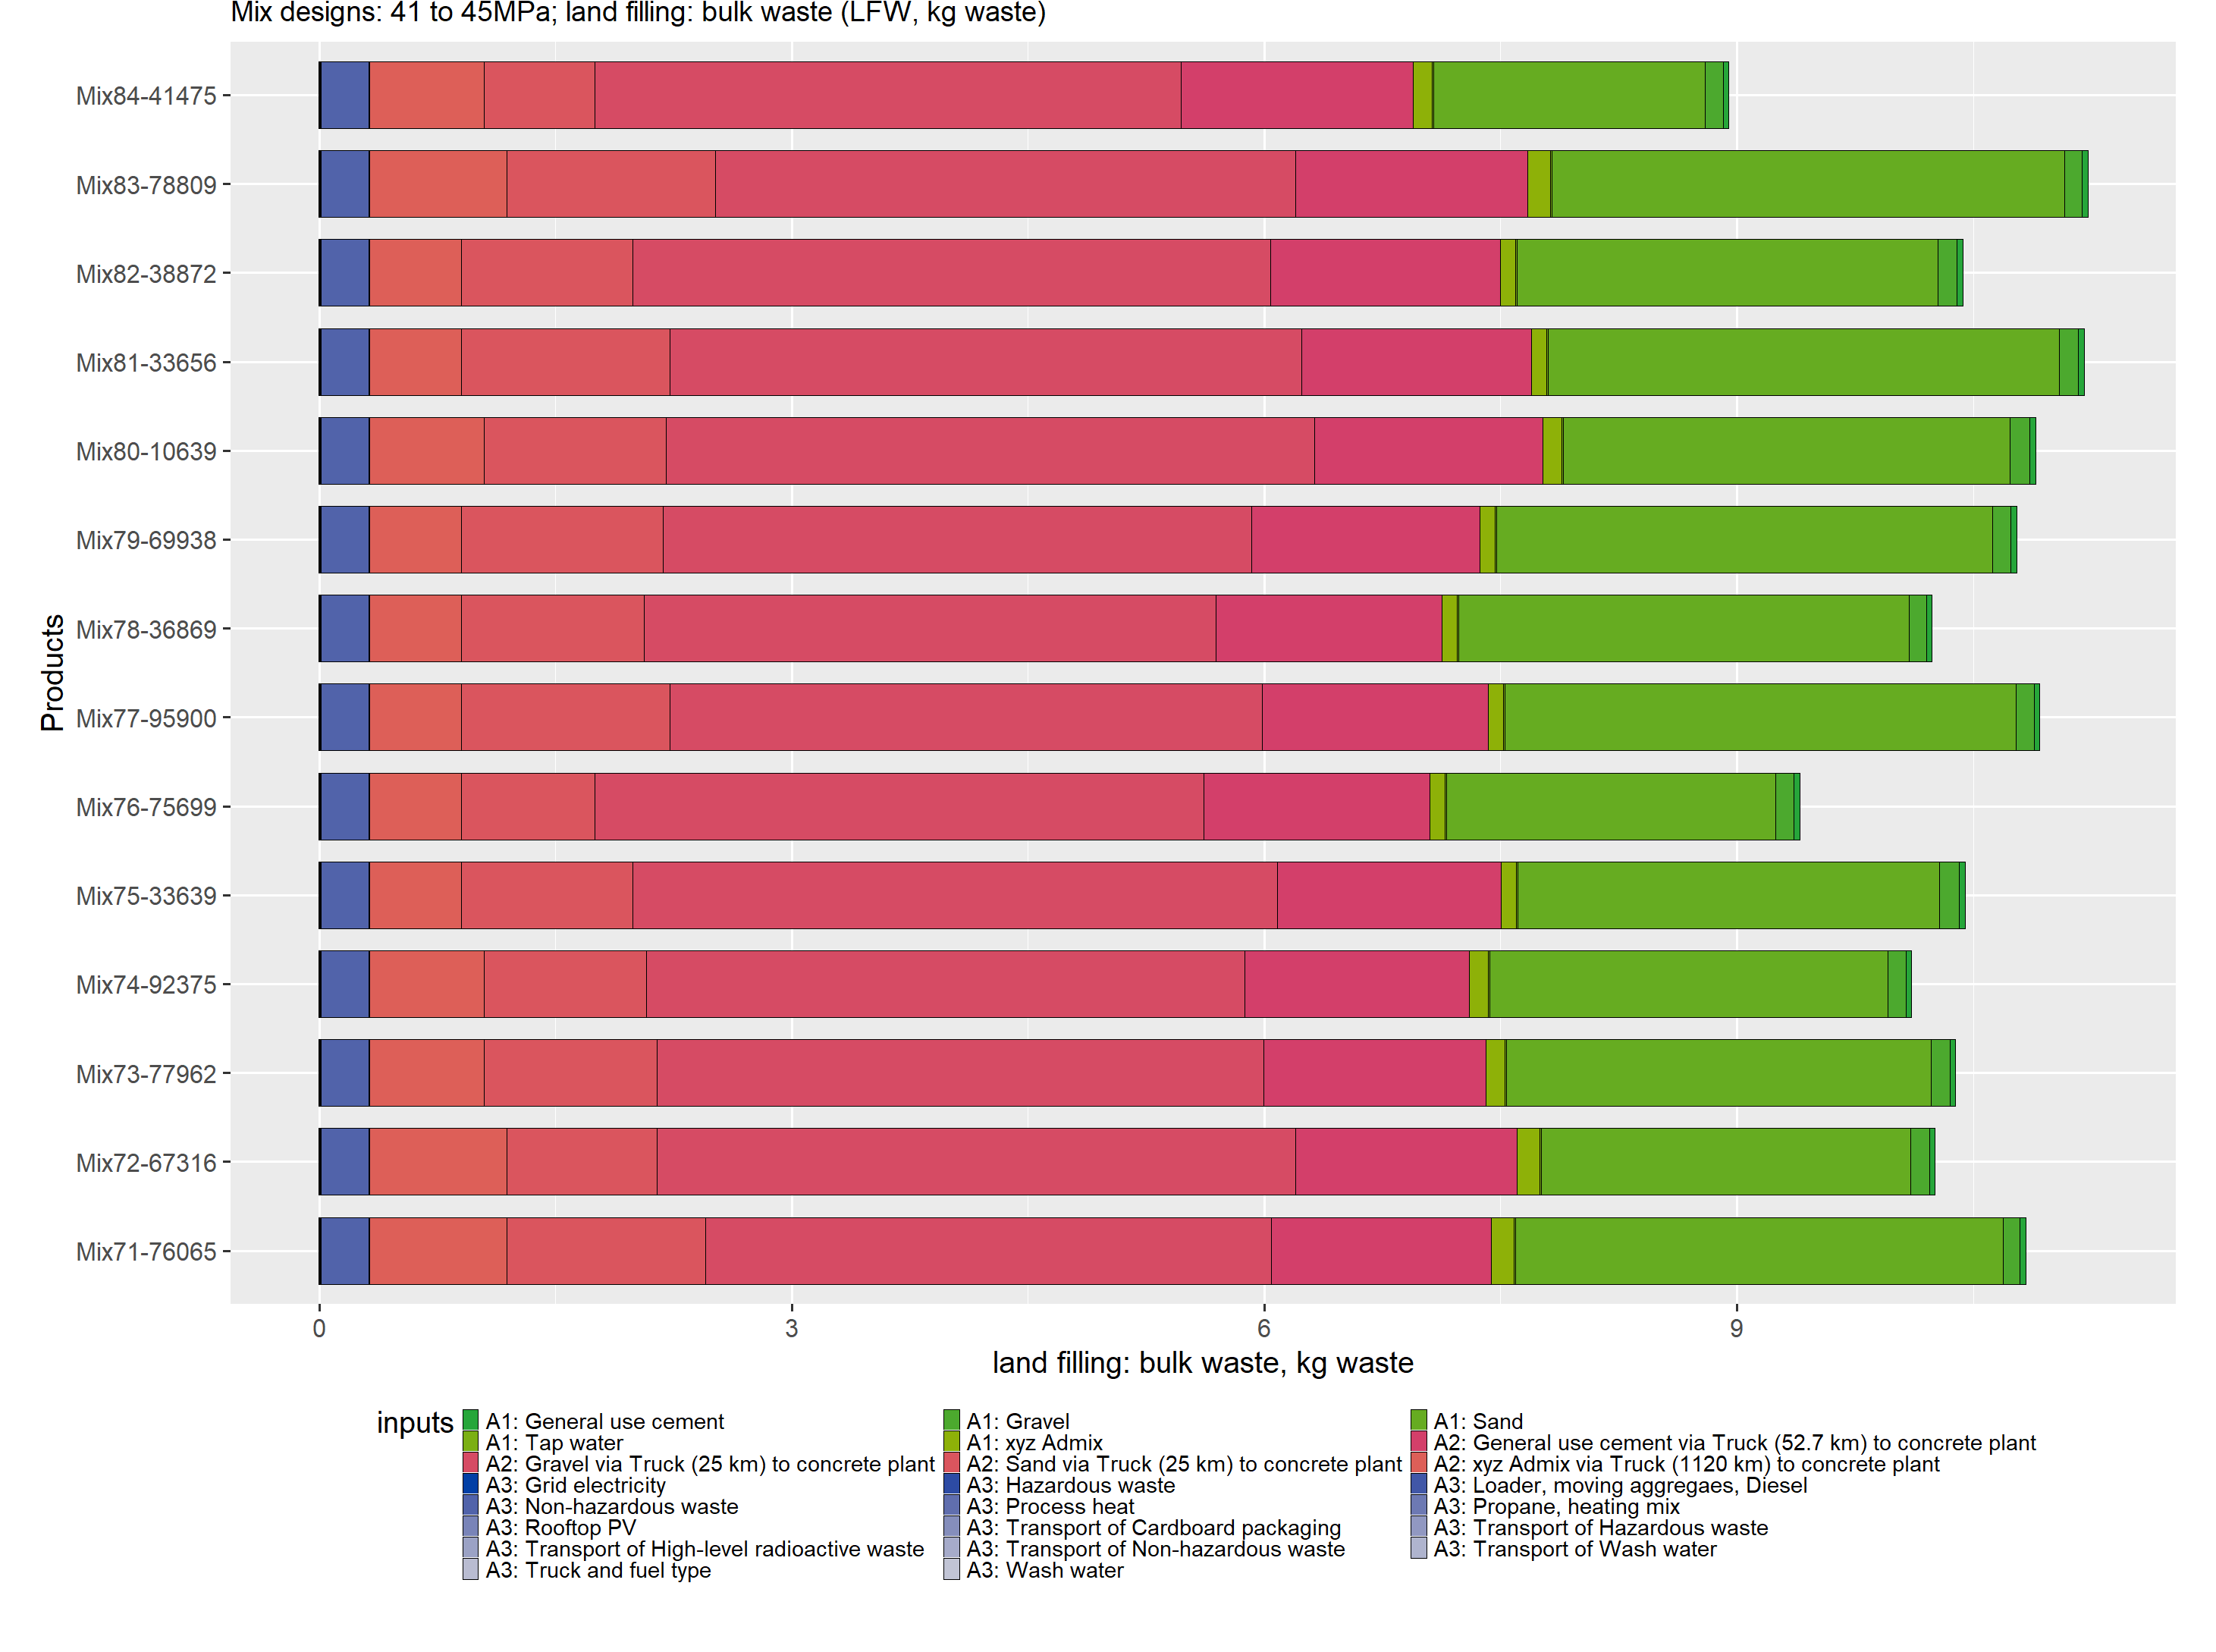 Mix designs: 41 to 45MPa; land filling: bulk waste (LFW, kg waste)
Products
Mix84-41475
Mix83-78809
Mix82-38872
Mix81-33656
Mix80-10639
Mix79-69938
Mix78-36869
Mix77-95900
Mix76-75699
Mix75-33639
Mix74-92375
Mix73-77962
Mix72-67316
Mix71-76065
0 3 6 9
land filling: bulk waste, kg waste
inputs
A1: General use cement A1: Gravel A1: Sand
A1: Tap water A1: xyz Admix A2: General use cement via Truck (52.7 km) to concrete plant
A2: Gravel via Truck (25 km) to concrete plant A2: Sand via Truck (25 km) to concrete plant A2: xyz Admix via Truck (1120 km) to concrete plant
A3: Grid electricity A3: Hazardous waste A3: Loader, moving aggregaes, Diesel
A3: Non-hazardous waste A3: Process heat A3: Propane, heating mix
A3: Rooftop PV A3: Transport of Cardboard packaging A3: Transport of Hazardous waste
A3: Transport of High-level radioactive waste A3: Transport of Non-hazardous waste A3: Transport of Wash water
A3: Truck and fuel type A3: Wash water